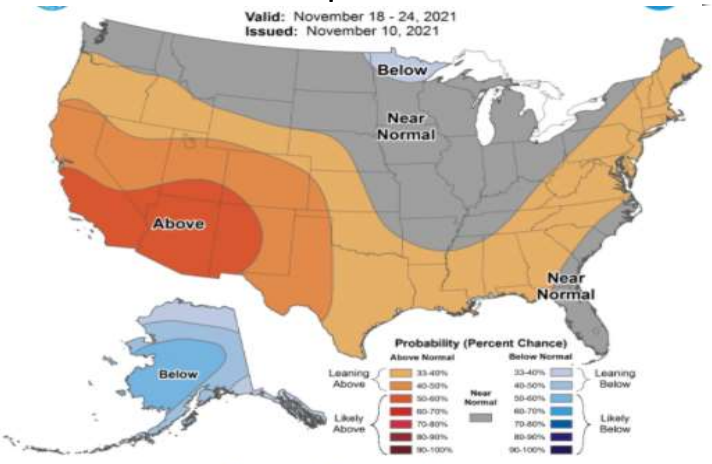 Valid: November 18 - 24, 2021
Issued: November 10, 2021
Below
Near
Normal
Above
Near
Normal
Below
Probability (Percent Chance)
Above Normal
Below Normal
Leaning
Above
33-40%
40-50%
Likely
Above
50-60%
60-70%
70-80%
80-90%
90-100%
Near
Normal
33-40%
40-50%
Leaning
Below
50-60%
60-70%
70-80%
80-90%
90-100%
Likely
Below